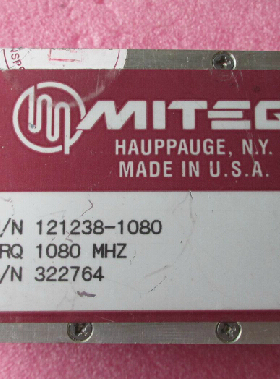 MITEQ
HAUPPAUGE, N.Y.
MADE IN U.S.A.
/N 121238-1080
RQ 1080 MHZ
/N 322764